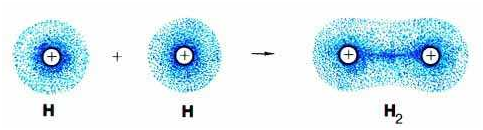 + + + → + +
H H H₂